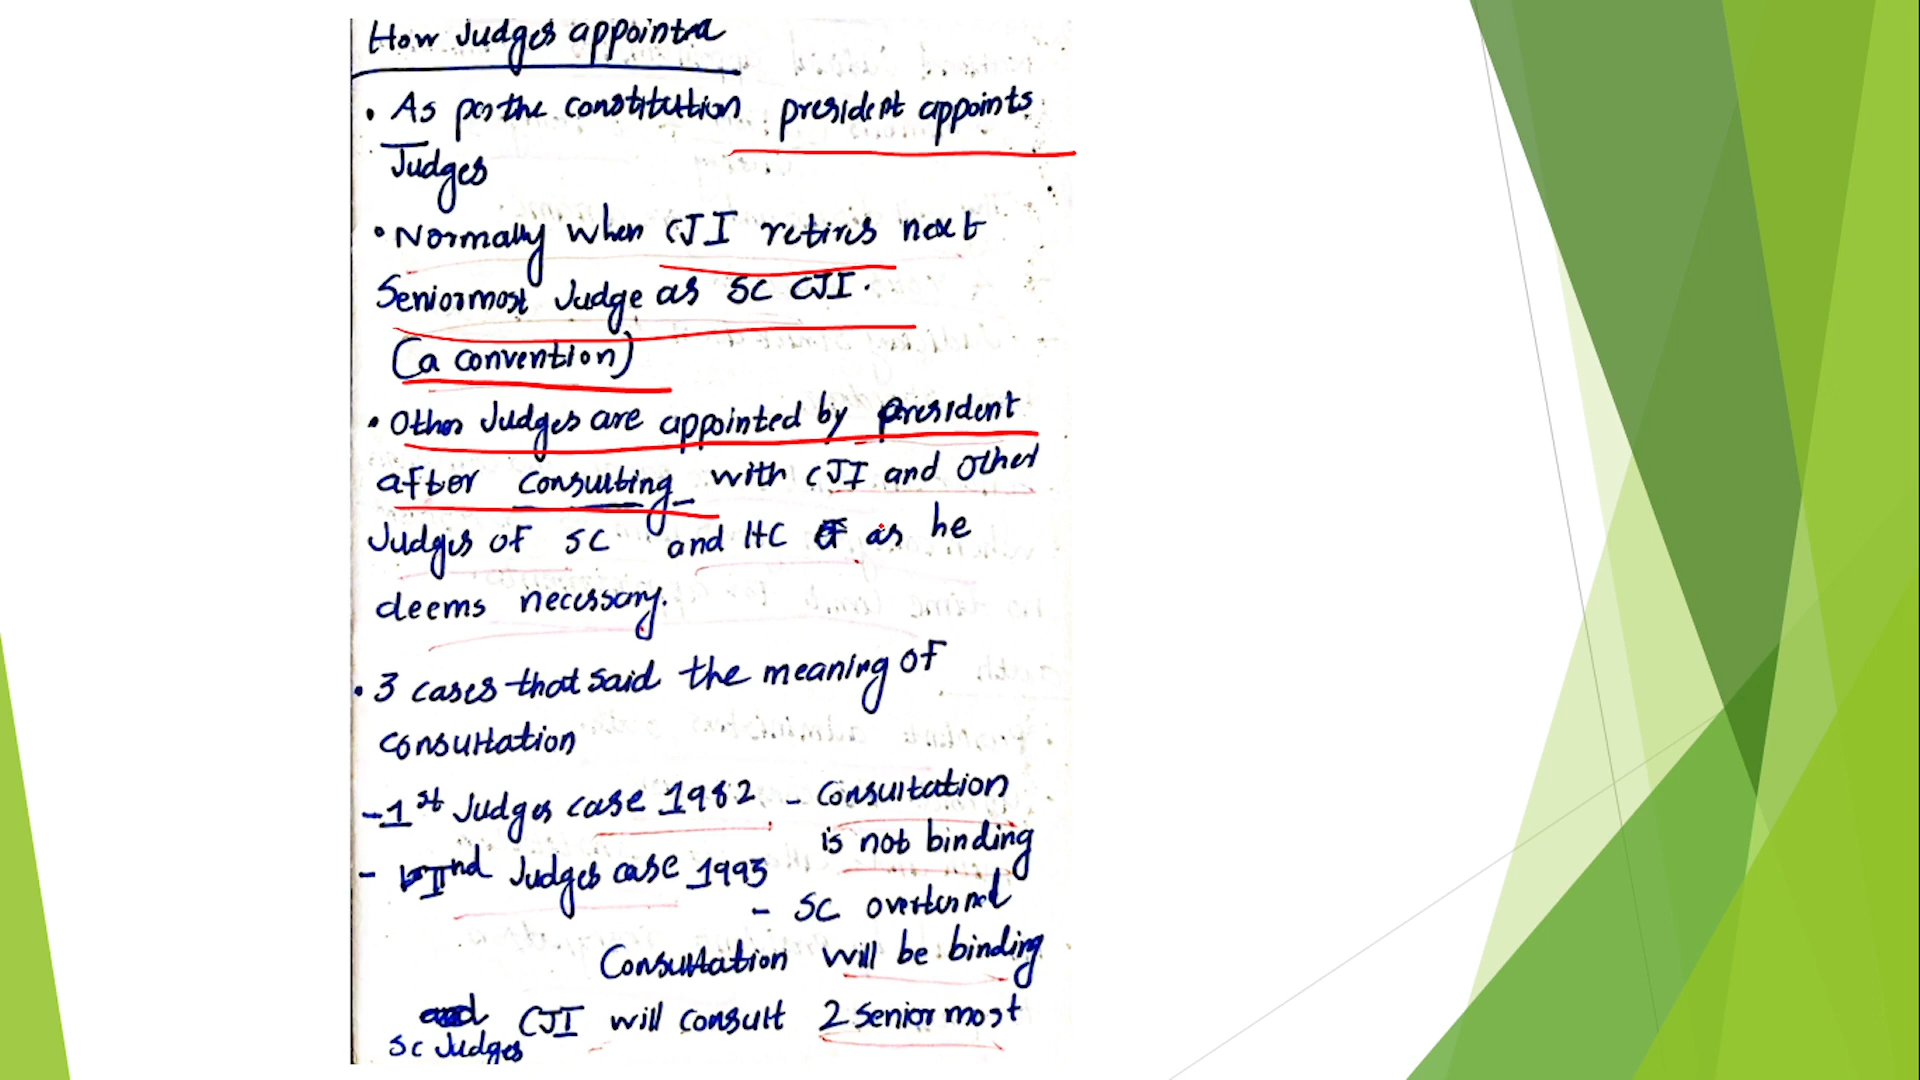 How Judges appointed
• As per the constitution president appoints
Judges
• Normally when CJI retires next
Seniormost Judge as SC CJI.
(a convention)
• Other Judges are appointed by president
after consulting with CJI and other
Judges of SC and HC as he
deems necessary.
• 3 cases that said the meaning of
consultation
- 1st Judges case 1982 - Consultation
is not binding
- IInd Judges case 1993
- SC overturned
Consultation will be binding
CJI will consult 2 senior most
SC Judges